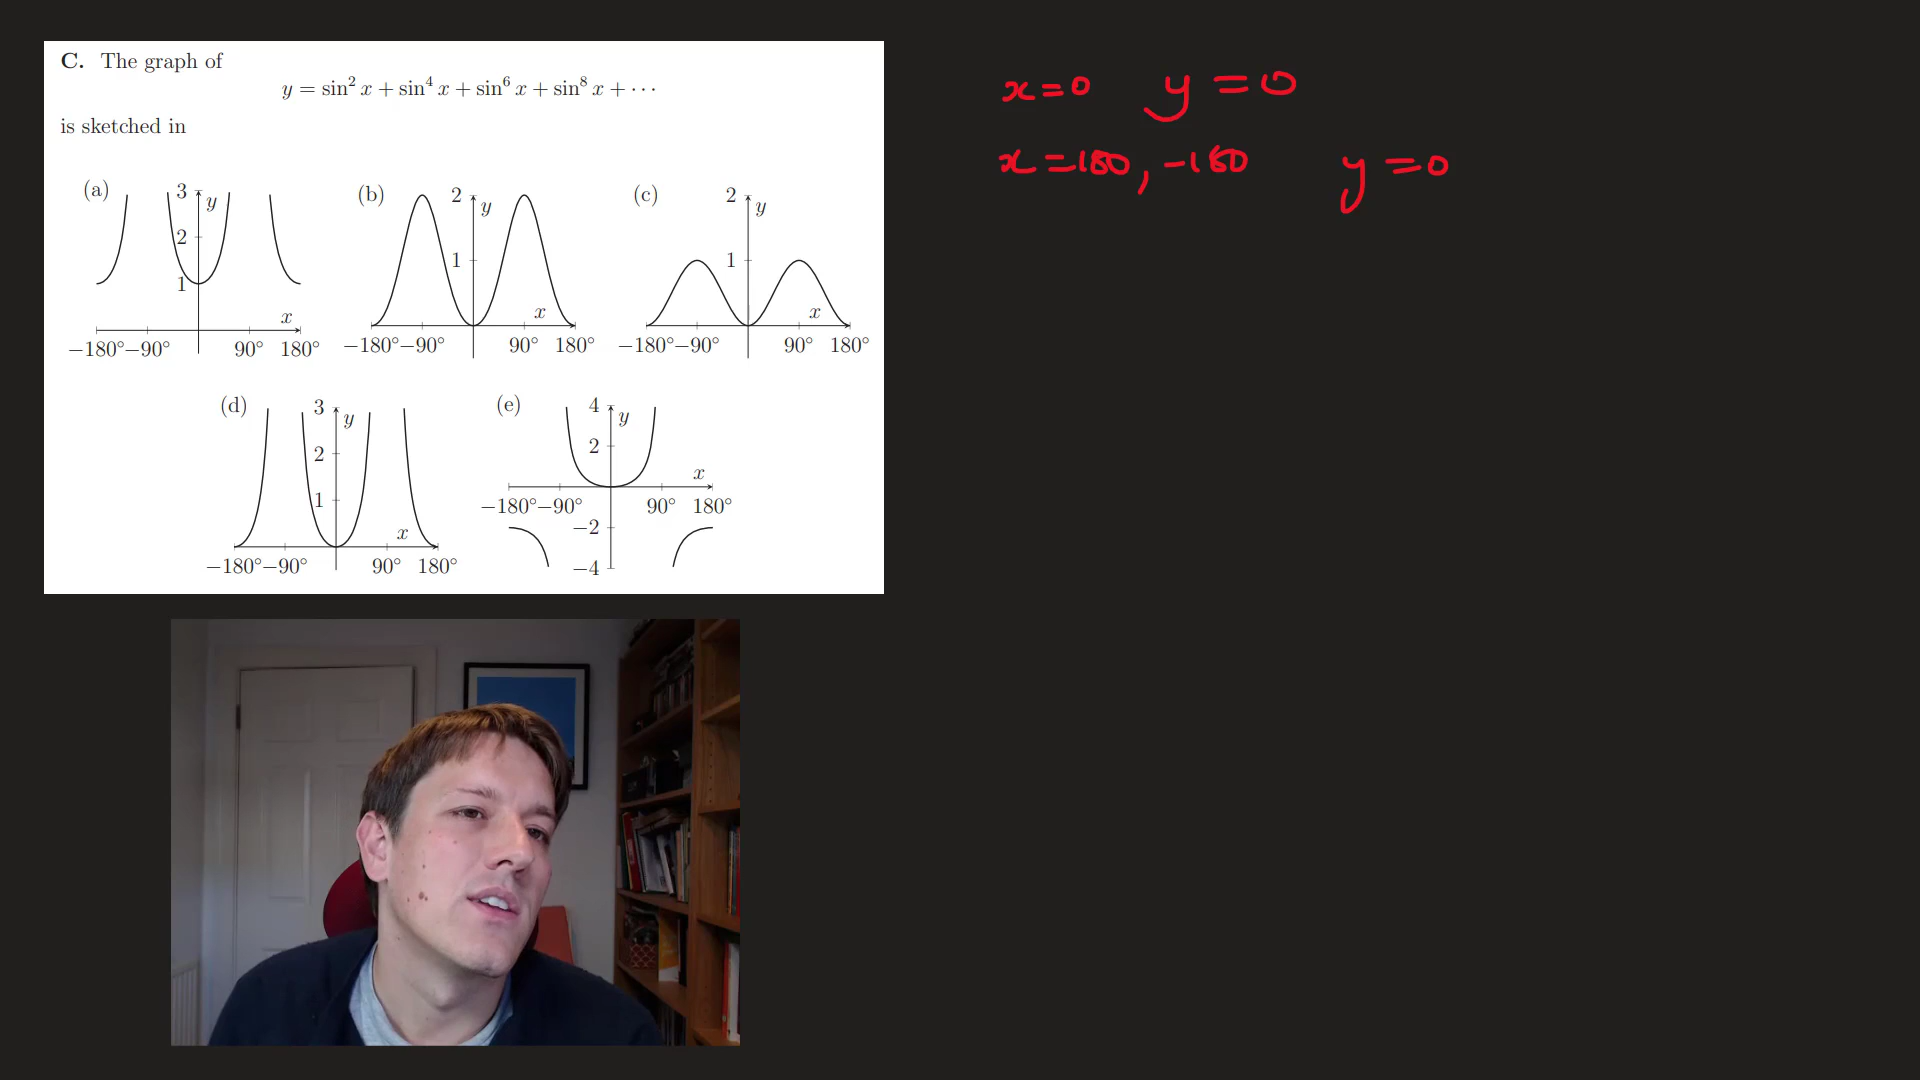 C. The graph of
y = sin² x + sin⁴ x + sin⁶ x + sin⁸ x + ···
is sketched in
(a) 3 y 2 1 x −180° −90° 90° 180°
(b) 2 y 1 x −180° −90° 90° 180°
(c) 2 y 1 x −180° −90° 90° 180°
(d) 3 y 2 1 x −180° −90° 90° 180°
(e) 4 y 2 x −180° −90° 90° 180° −2 −4
x=0 y=0
x=180, -180 y=0